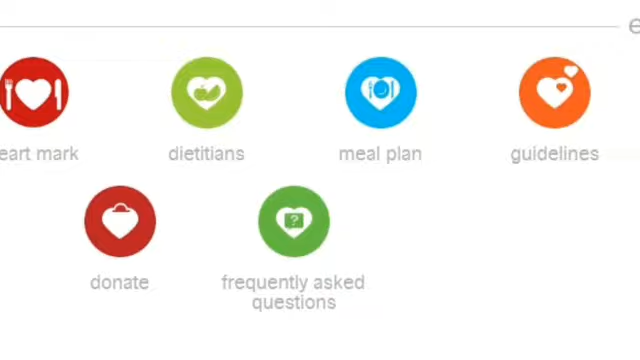 e
eart mark dietitians meal plan guidelines
?
donate frequently asked
questions